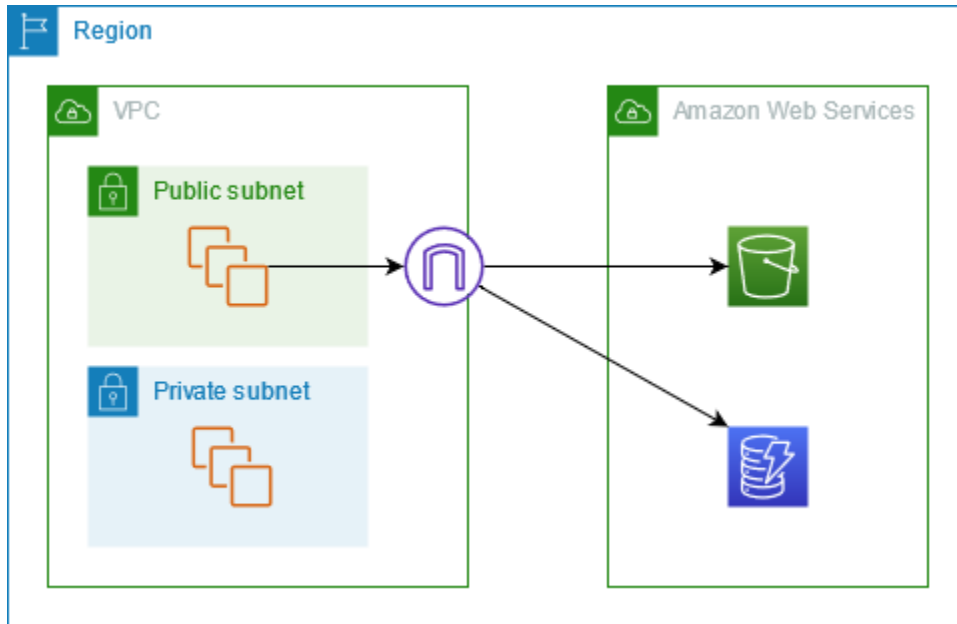 Region
VPC
Amazon Web Services
Public subnet
Private subnet